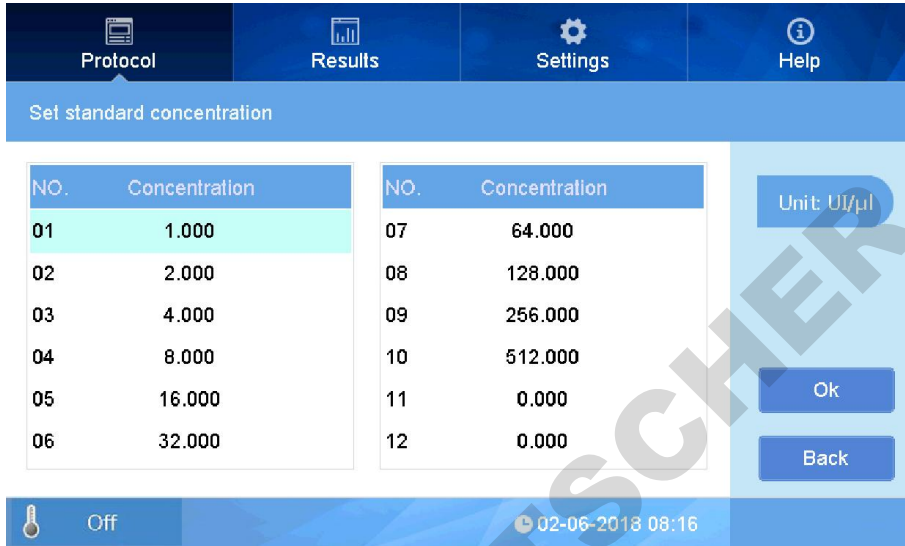 Protocol Results Settings Help
Set standard concentration
NO. Concentration NO. Concentration
01 1.000 07 64.000
02 2.000 08 128.000
03 4.000 09 256.000
04 8.000 10 512.000
05 16.000 11 0.000
06 32.000 12 0.000
Unit: UI/µl
Ok
Back
Off 02-06-2018 08:16
TSCHER